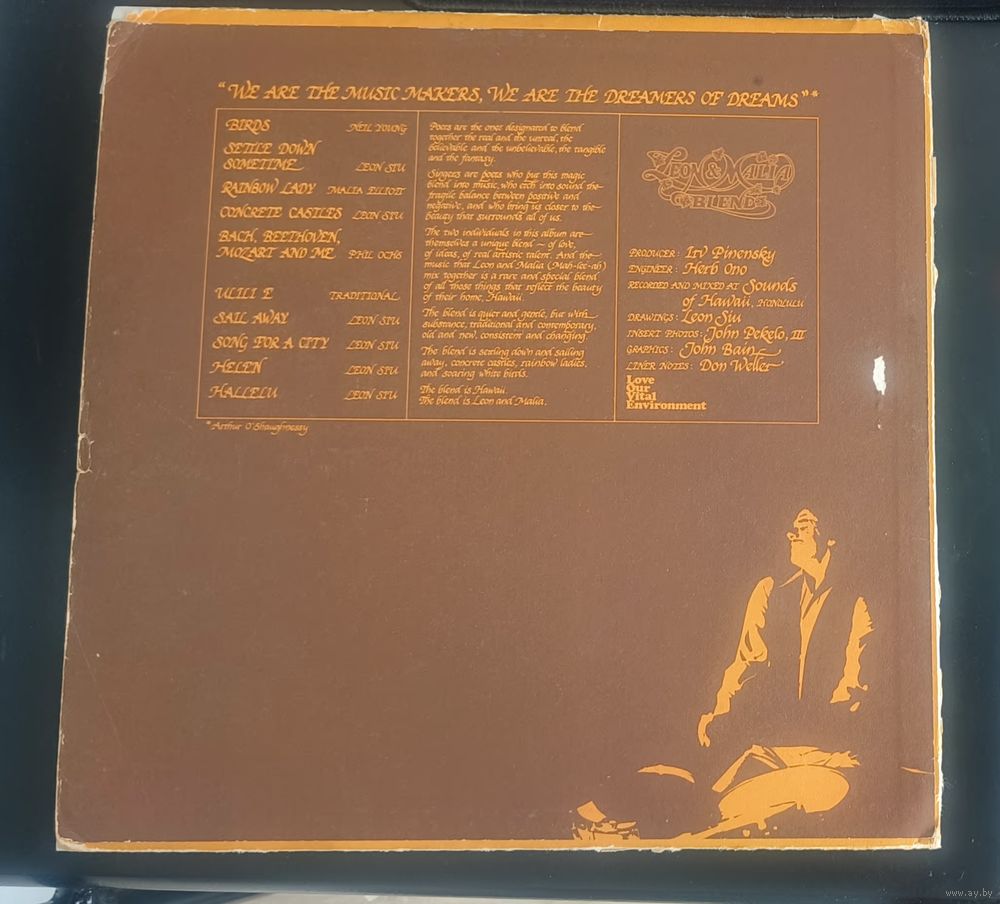 "WE ARE THE MUSIC MAKERS, WE ARE THE DREAMERS OF DREAMS"*
BIRDS NEIL YOUNG
SETTLE DOWN
SOMETIME LEON SIU
RAINBOW LADY MALIA ELLIOTT
CONCRETE CASTLES LEON SIU
BACH, BEETHOVEN,
MOZART AND ME PHIL OCHS
ULILI E TRADITIONAL
SAIL AWAY LEON SIU
SONG FOR A CITY LEON SIU
HELEN LEON SIU
HALLELU LEON SIU
Poets are the ones designated to blend
together the real and the unreal, the
believable and the unbelievable, the tangible
and the fantasy.
Singers are poets who put this magic
blend into music, who etch into sound the
fragile balance between positive and
negative, and who bring us closer to the
beauty that surrounds all of us.
The two individuals in this album are
themselves a unique blend ~ of love,
of ideas, of real artistic talent. And the
music that Leon and Malia (Mah-lee-ah)
mix together is a rare and special blend
of all those things that reflect the beauty
of their home, Hawaii.
The blend is quiet and gentle, but with
substance, traditional and contemporary,
old and new, consistent and changing.
The blend is settling down and sailing
away, concrete castles, rainbow ladies,
and soaring white birds.
The blend is Hawaii.
The blend is Leon and Malia.
LEON & MALIA
BLEND
PRODUCER: Irv Pinensky
ENGINEER: Herb Ono
RECORDED AND MIXED AT Sounds
of Hawaii, HONOLULU
DRAWINGS: Leon Siu
INSERT PHOTOS: John Pekelo, III
GRAPHICS: John Bain
LINER NOTES: Don Weller
Love
Our
Vital
Environment
*Arthur O'Shaughnessy
www.ay.by